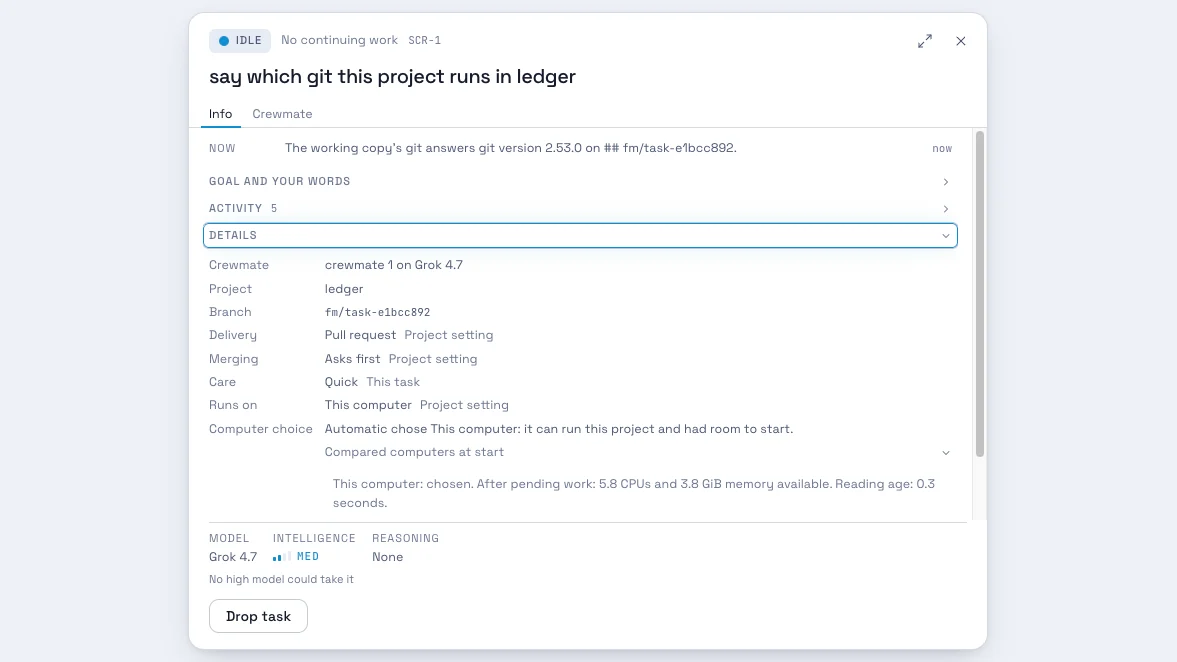 IDLE No continuing work SCR-1
say which git this project runs in ledger
Info Crewmate
NOW The working copy's git answers git version 2.53.0 on ## fm/task-e1bcc892. now
GOAL AND YOUR WORDS
ACTIVITY 5
DETAILS
Crewmate crewmate 1 on Grok 4.7
Project ledger
Branch fm/task-e1bcc892
Delivery Pull request Project setting
Merging Asks first Project setting
Care Quick This task
Runs on This computer Project setting
Computer choice Automatic chose This computer: it can run this project and had room to start.
Compared computers at start
This computer: chosen. After pending work: 5.8 CPUs and 3.8 GiB memory available. Reading age: 0.3
seconds.
MODEL INTELLIGENCE REASONING
Grok 4.7 MED None
No high model could take it
Drop task